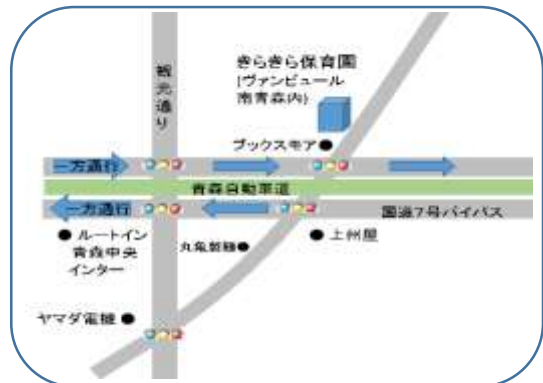 きらきら保育園
(ヴァンビュール
南青森内)
観光通り
ブックスモア
一方通行
青森自動車道
一方通行
国道7号バイパス
ルートイン
青森中央
インター
丸亀製麺
上州屋
ヤマダ電機